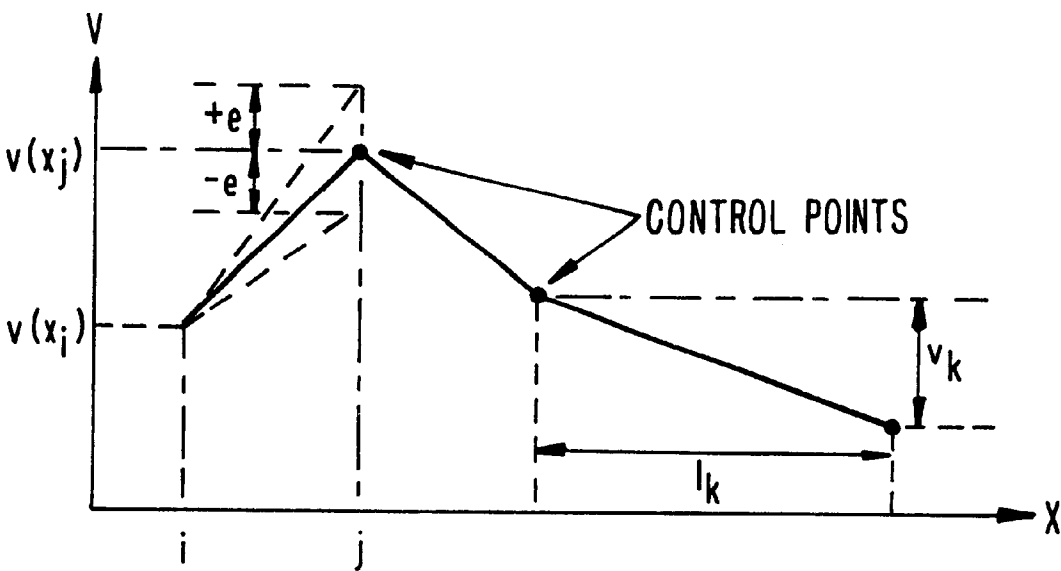 V
+e
v(xj)
-e
CONTROL POINTS
v(xi)
vk
lk
X
i
j